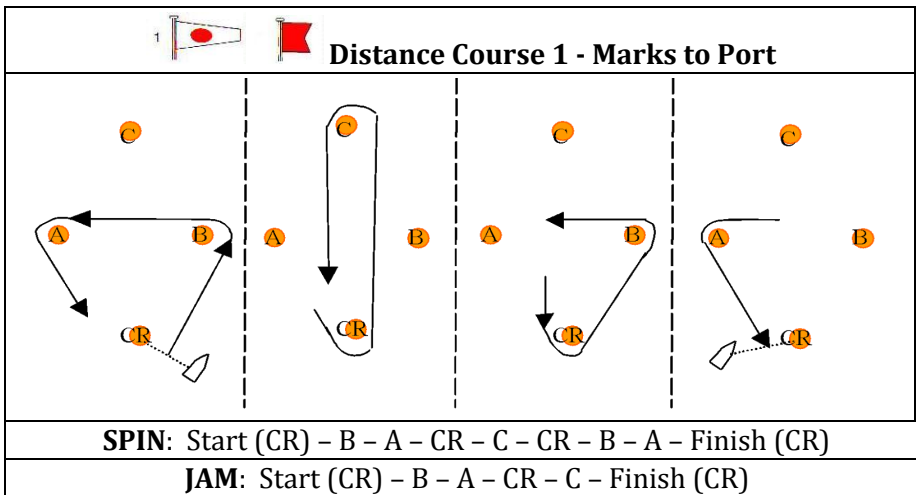 1 Distance Course 1 - Marks to Port
C C C C
A B A B A B A B
CR CR CR CR
SPIN: Start (CR) – B – A – CR – C – CR – B – A – Finish (CR)
JAM: Start (CR) – B – A – CR – C – Finish (CR)